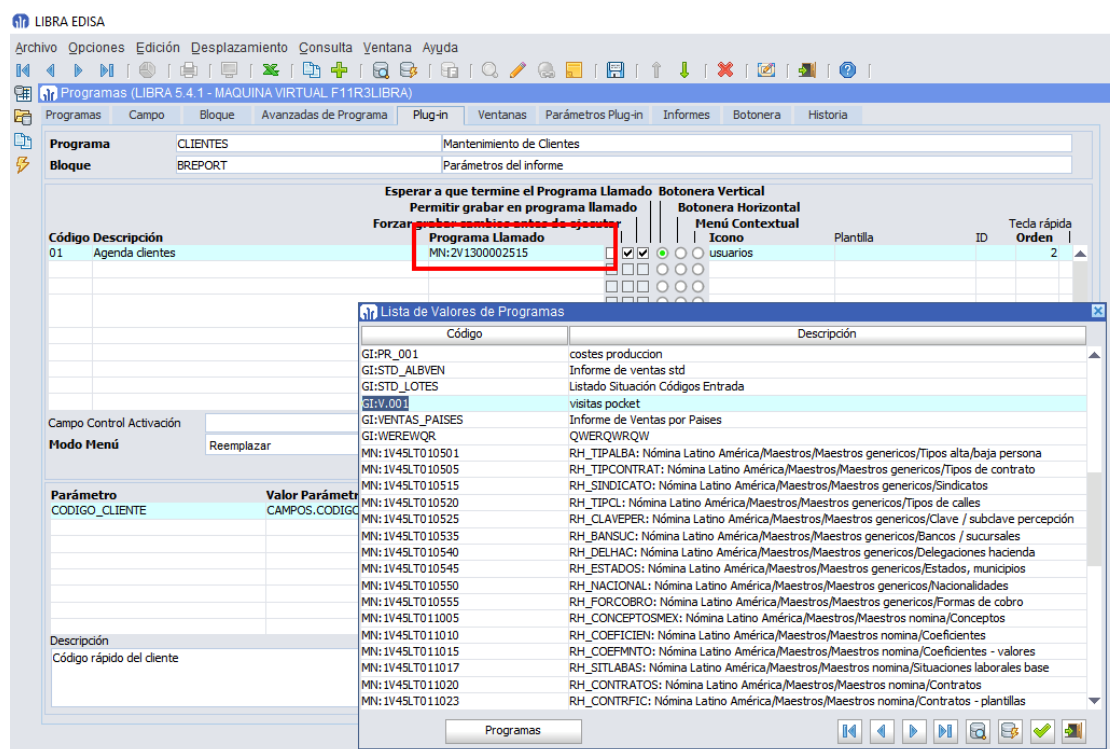 LIBRA EDISA
Archivo Opciones Edición Desplazamiento Consulta Ventana Ayuda
Programas (LIBRA 5.4.1 - MAQUINA VIRTUAL F11R3LIBRA)
Programas Campo Bloque Avanzadas de Programa Plug-in Ventanas Parámetros Plug-in Informes Botonera Historia
Programa CLIENTES Mantenimiento de Clientes
Bloque BREPORT Parámetros del informe
Esperar a que termine el Programa Llamado Botonera Vertical
Permitir grabar en programa llamado Botonera Horizontal
Forzar grabar cambios antes de ejecutar Menú Contextual Tecla rápida
Código Descripción Programa Llamado Icono Plantilla ID Orden
01 Agenda clientes MN:2V1300002515 usuarios 2
Lista de Valores de Programas
Código Descripción
GI:PR_001 costes produccion
GI:STD_ALBVEN Informe de ventas std
GI:STD_LOTES Listado Situación Códigos Entrada
GI:V.001 visitas pocket
GI:VENTAS_PAISES Informe de Ventas por Paises
GI:WEREWQR QWERQWRQW
MN:1V45LT010501 RH_TIPALBA: Nómina Latino América/Maestros/Maestros genericos/Tipos alta/baja persona
MN:1V45LT010505 RH_TIPCONTRAT: Nómina Latino América/Maestros/Maestros genericos/Tipos de contrato
MN:1V45LT010515 RH_SINDICATO: Nómina Latino América/Maestros/Maestros genericos/Sindicatos
MN:1V45LT010520 RH_TIPCL: Nómina Latino América/Maestros/Maestros genericos/Tipos de calles
MN:1V45LT010525 RH_CLAVEPER: Nómina Latino América/Maestros/Maestros genericos/Clave / subclave percepción
MN:1V45LT010535 RH_BANSUC: Nómina Latino América/Maestros/Maestros genericos/Bancos / sucursales
MN:1V45LT010540 RH_DELHAC: Nómina Latino América/Maestros/Maestros genericos/Delegaciones hacienda
MN:1V45LT010545 RH_ESTADOS: Nómina Latino América/Maestros/Maestros genericos/Estados, municipios
MN:1V45LT010550 RH_NACIONAL: Nómina Latino América/Maestros/Maestros genericos/Nacionalidades
MN:1V45LT010555 RH_FORCOBRO: Nómina Latino América/Maestros/Maestros genericos/Formas de cobro
MN:1V45LT011005 RH_CONCEPTOSMEX: Nómina Latino América/Maestros/Maestros nomina/Conceptos
MN:1V45LT011010 RH_COEFICIEN: Nómina Latino América/Maestros/Maestros nomina/Coeficientes
MN:1V45LT011015 RH_COEFMNTO: Nómina Latino América/Maestros/Maestros nomina/Coeficientes - valores
MN:1V45LT011017 RH_SITLABAS: Nómina Latino América/Maestros/Maestros nomina/Situaciones laborales base
MN:1V45LT011020 RH_CONTRATOS: Nómina Latino América/Maestros/Maestros nomina/Contratos
MN:1V45LT011023 RH_CONTRFIC: Nómina Latino América/Maestros/Maestros nomina/Contratos - plantillas
Programas
Campo Control Activación
Modo Menú Reemplazar
Parámetro Valor Parámetr
CODIGO_CLIENTE CAMPOS.CODIGO
Descripción
Código rápido del cliente